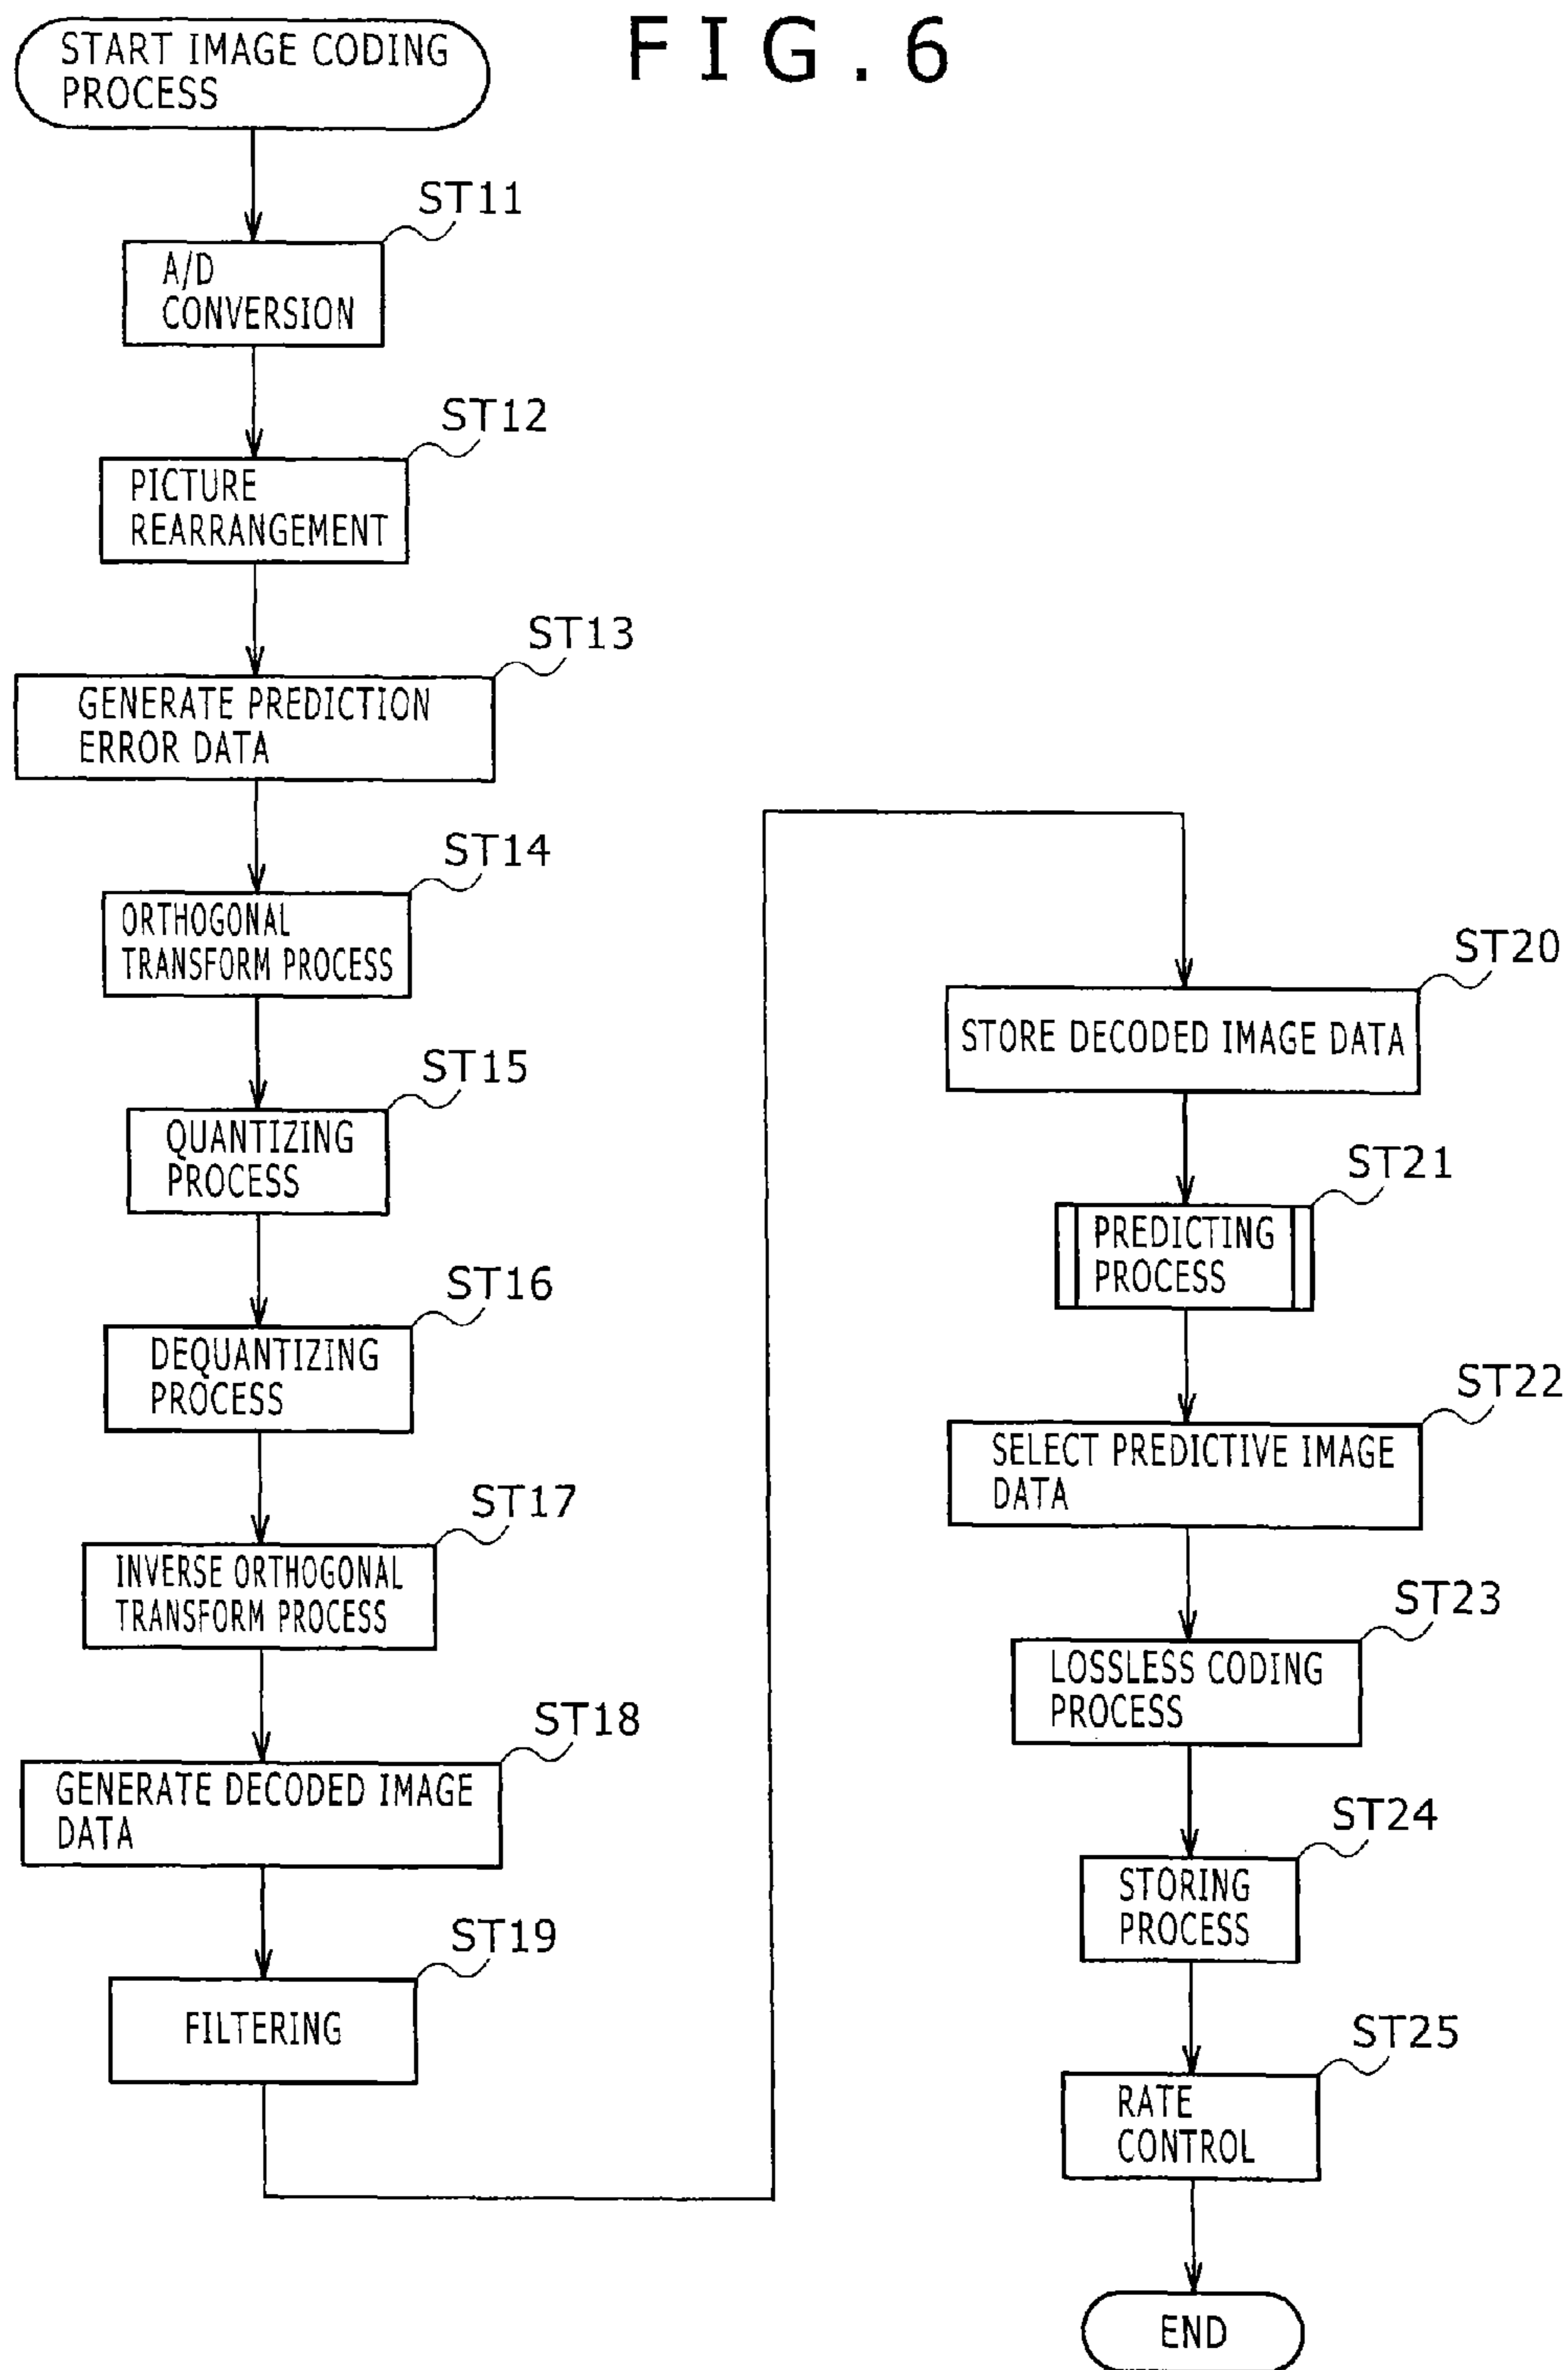 FIG.6
START IMAGE CODING
PROCESS
ST11
A/D
CONVERSION
ST12
PICTURE
REARRANGEMENT
ST13
GENERATE PREDICTION
ERROR DATA
ST14
ORTHOGONAL
TRANSFORM PROCESS
ST15
QUANTIZING
PROCESS
ST16
DEQUANTIZING
PROCESS
ST17
INVERSE ORTHOGONAL
TRANSFORM PROCESS
ST18
GENERATE DECODED IMAGE
DATA
ST19
FILTERING
ST20
STORE DECODED IMAGE DATA
ST21
PREDICTING
PROCESS
ST22
SELECT PREDICTIVE IMAGE
DATA
ST23
LOSSLESS CODING
PROCESS
ST24
STORING
PROCESS
ST25
RATE
CONTROL
END